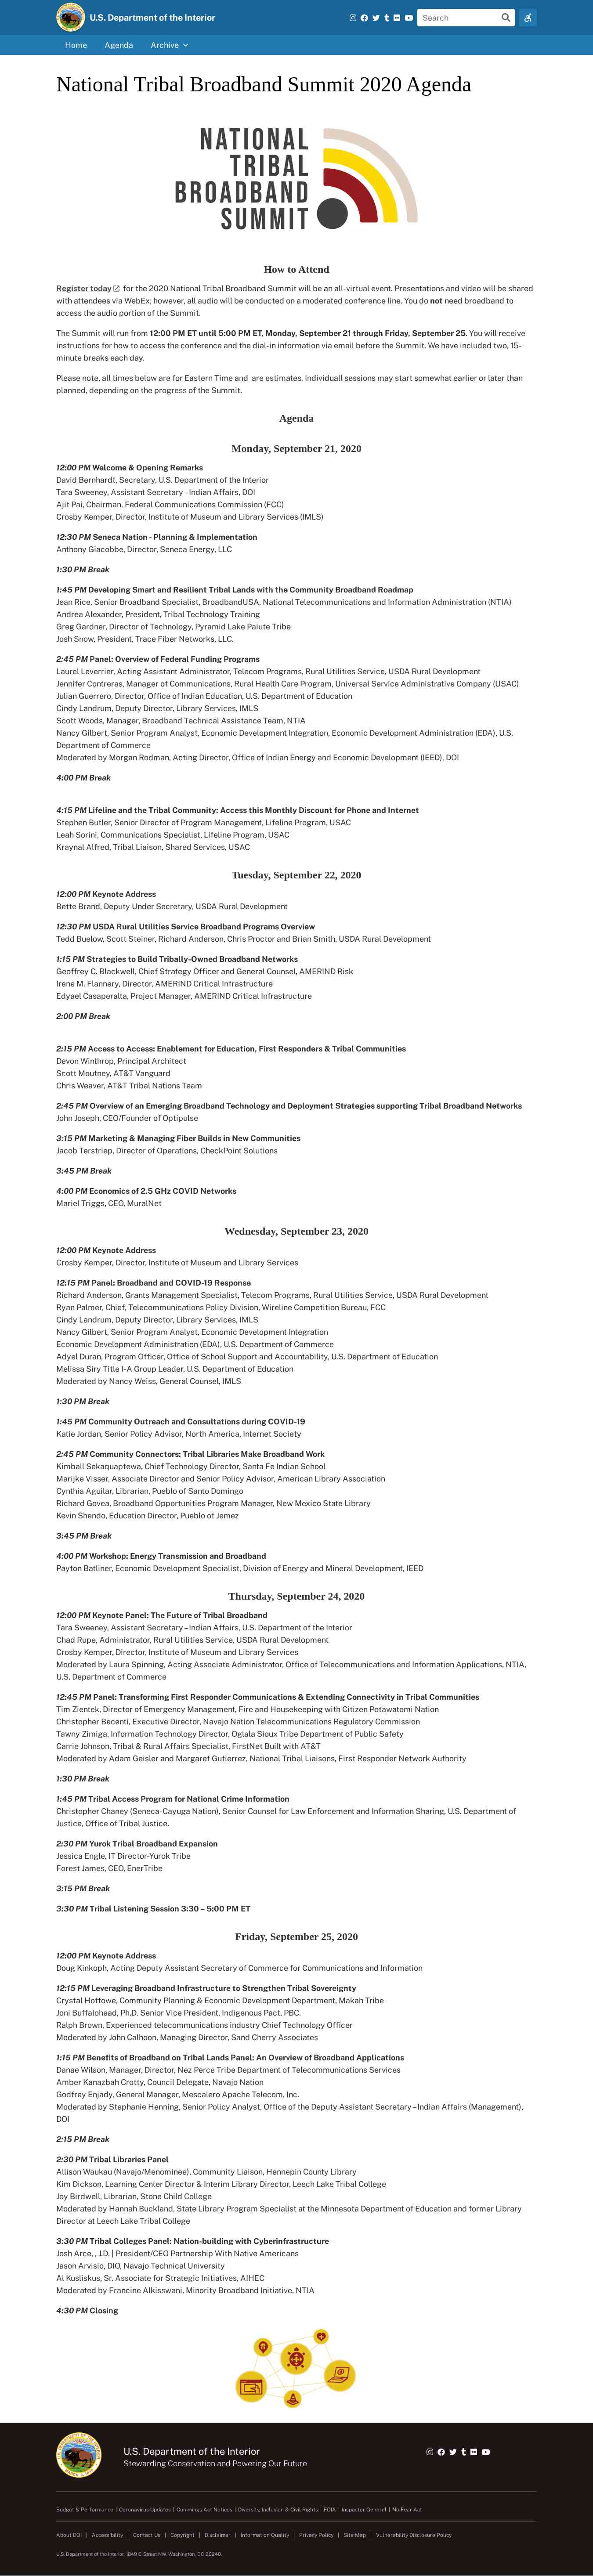 U.S. Department of the Interior
Search
Home
Agenda
Archive
National Tribal Broadband Summit 2020 Agenda
NATIONAL
TRIBAL
BROADBAND
SUMMIT
How to Attend
Register today for the 2020 National Tribal Broadband Summit will be an all-virtual event. Presentations and video will be shared
with attendees via WebEx; however, all audio will be conducted on a moderated conference line. You do not need broadband to
access the audio portion of the Summit.
The Summit will run from 12:00 PM ET until 5:00 PM ET, Monday, September 21 through Friday, September 25. You will receive
instructions for how to access the conference and the dial-in information via email before the Summit. We have included two, 15-
minute breaks each day.
Please note, all times below are for Eastern Time and are estimates. Individuall sessions may start somewhat earlier or later than
planned, depending on the progress of the Summit.
Agenda
Monday, September 21, 2020
12:00 PM Welcome & Opening Remarks
David Bernhardt, Secretary, U.S. Department of the Interior
Tara Sweeney, Assistant Secretary – Indian Affairs, DOI
Ajit Pai, Chairman, Federal Communications Commission (FCC)
Crosby Kemper, Director, Institute of Museum and Library Services (IMLS)
12:30 PM Seneca Nation - Planning & Implementation
Anthony Giacobbe, Director, Seneca Energy, LLC
1:30 PM Break
1:45 PM Developing Smart and Resilient Tribal Lands with the Community Broadband Roadmap
Jean Rice, Senior Broadband Specialist, BroadbandUSA, National Telecommunications and Information Administration (NTIA)
Andrea Alexander, President, Tribal Technology Training
Greg Gardner, Director of Technology, Pyramid Lake Paiute Tribe
Josh Snow, President, Trace Fiber Networks, LLC.
2:45 PM Panel: Overview of Federal Funding Programs
Laurel Leverrier, Acting Assistant Administrator, Telecom Programs, Rural Utilities Service, USDA Rural Development
Jennifer Contreras, Manager of Communications, Rural Health Care Program, Universal Service Administrative Company (USAC)
Julian Guerrero, Director, Office of Indian Education, U.S. Department of Education
Cindy Landrum, Deputy Director, Library Services, IMLS
Scott Woods, Manager, Broadband Technical Assistance Team, NTIA
Nancy Gilbert, Senior Program Analyst, Economic Development Integration, Economic Development Administration (EDA), U.S.
Department of Commerce
Moderated by Morgan Rodman, Acting Director, Office of Indian Energy and Economic Development (IEED), DOI
4:00 PM Break
4:15 PM Lifeline and the Tribal Community: Access this Monthly Discount for Phone and Internet
Stephen Butler, Senior Director of Program Management, Lifeline Program, USAC
Leah Sorini, Communications Specialist, Lifeline Program, USAC
Kraynal Alfred, Tribal Liaison, Shared Services, USAC
Tuesday, September 22, 2020
12:00 PM Keynote Address
Bette Brand, Deputy Under Secretary, USDA Rural Development
12:30 PM USDA Rural Utilities Service Broadband Programs Overview
Tedd Buelow, Scott Steiner, Richard Anderson, Chris Proctor and Brian Smith, USDA Rural Development
1:15 PM Strategies to Build Tribally-Owned Broadband Networks
Geoffrey C. Blackwell, Chief Strategy Officer and General Counsel, AMERIND Risk
Irene M. Flannery, Director, AMERIND Critical Infrastructure
Edyael Casaperalta, Project Manager, AMERIND Critical Infrastructure
2:00 PM Break
2:15 PM Access to Access: Enablement for Education, First Responders & Tribal Communities
Devon Winthrop, Principal Architect
Scott Moutney, AT&T Vanguard
Chris Weaver, AT&T Tribal Nations Team
2:45 PM Overview of an Emerging Broadband Technology and Deployment Strategies supporting Tribal Broadband Networks
John Joseph, CEO/Founder of Optipulse
3:15 PM Marketing & Managing Fiber Builds in New Communities
Jacob Terstriep, Director of Operations, CheckPoint Solutions
3:45 PM Break
4:00 PM Economics of 2.5 GHz COVID Networks
Mariel Triggs, CEO, MuralNet
Wednesday, September 23, 2020
12:00 PM Keynote Address
Crosby Kemper, Director, Institute of Museum and Library Services
12:15 PM Panel: Broadband and COVID-19 Response
Richard Anderson, Grants Management Specialist, Telecom Programs, Rural Utilities Service, USDA Rural Development
Ryan Palmer, Chief, Telecommunications Policy Division, Wireline Competition Bureau, FCC
Cindy Landrum, Deputy Director, Library Services, IMLS
Nancy Gilbert, Senior Program Analyst, Economic Development Integration
Economic Development Administration (EDA), U.S. Department of Commerce
Adyel Duran, Program Officer, Office of School Support and Accountability, U.S. Department of Education
Melissa Siry Title I-A Group Leader, U.S. Department of Education
Moderated by Nancy Weiss, General Counsel, IMLS
1:30 PM Break
1:45 PM Community Outreach and Consultations during COVID-19
Katie Jordan, Senior Policy Advisor, North America, Internet Society
2:45 PM Community Connectors: Tribal Libraries Make Broadband Work
Kimball Sekaquaptewa, Chief Technology Director, Santa Fe Indian School
Marijke Visser, Associate Director and Senior Policy Advisor, American Library Association
Cynthia Aguilar, Librarian, Pueblo of Santo Domingo
Richard Govea, Broadband Opportunities Program Manager, New Mexico State Library
Kevin Shendo, Education Director, Pueblo of Jemez
3:45 PM Break
4:00 PM Workshop: Energy Transmission and Broadband
Payton Batliner, Economic Development Specialist, Division of Energy and Mineral Development, IEED
Thursday, September 24, 2020
12:00 PM Keynote Panel: The Future of Tribal Broadband
Tara Sweeney, Assistant Secretary – Indian Affairs, U.S. Department of the Interior
Chad Rupe, Administrator, Rural Utilities Service, USDA Rural Development
Crosby Kemper, Director, Institute of Museum and Library Services
Moderated by Laura Spinning, Acting Associate Administrator, Office of Telecommunications and Information Applications, NTIA,
U.S. Department of Commerce
12:45 PM Panel: Transforming First Responder Communications & Extending Connectivity in Tribal Communities
Tim Zientek, Director of Emergency Management, Fire and Housekeeping with Citizen Potawatomi Nation
Christopher Becenti, Executive Director, Navajo Nation Telecommunications Regulatory Commission
Tawny Zimiga, Information Technology Director, Oglala Sioux Tribe Department of Public Safety
Carrie Johnson, Tribal & Rural Affairs Specialist, FirstNet Built with AT&T
Moderated by Adam Geisler and Margaret Gutierrez, National Tribal Liaisons, First Responder Network Authority
1:30 PM Break
1:45 PM Tribal Access Program for National Crime Information
Christopher Chaney (Seneca-Cayuga Nation), Senior Counsel for Law Enforcement and Information Sharing, U.S. Department of
Justice, Office of Tribal Justice.
2:30 PM Yurok Tribal Broadband Expansion
Jessica Engle, IT Director-Yurok Tribe
Forest James, CEO, EnerTribe
3:15 PM Break
3:30 PM Tribal Listening Session 3:30 – 5:00 PM ET
Friday, September 25, 2020
12:00 PM Keynote Address
Doug Kinkoph, Acting Deputy Assistant Secretary of Commerce for Communications and Information
12:15 PM Leveraging Broadband Infrastructure to Strengthen Tribal Sovereignty
Crystal Hottowe, Community Planning & Economic Development Department, Makah Tribe
Joni Buffalohead, Ph.D. Senior Vice President, Indigenous Pact, PBC.
Ralph Brown, Experienced telecommunications industry Chief Technology Officer
Moderated by John Calhoon, Managing Director, Sand Cherry Associates
1:15 PM Benefits of Broadband on Tribal Lands Panel: An Overview of Broadband Applications
Danae Wilson, Manager, Director, Nez Perce Tribe Department of Telecommunications Services
Amber Kanazbah Crotty, Council Delegate, Navajo Nation
Godfrey Enjady, General Manager, Mescalero Apache Telecom, Inc.
Moderated by Stephanie Henning, Senior Policy Analyst, Office of the Deputy Assistant Secretary – Indian Affairs (Management),
DOI
2:15 PM Break
2:30 PM Tribal Libraries Panel
Allison Waukau (Navajo/Menominee), Community Liaison, Hennepin County Library
Kim Dickson, Learning Center Director & Interim Library Director, Leech Lake Tribal College
Joy Birdwell, Librarian, Stone Child College
Moderated by Hannah Buckland, State Library Program Specialist at the Minnesota Department of Education and former Library
Director at Leech Lake Tribal College
3:30 PM Tribal Colleges Panel: Nation-building with Cyberinfrastructure
Josh Arce, , J.D. | President/CEO Partnership With Native Americans
Jason Arvisio, DIO, Navajo Technical University
Al Kusliskus, Sr. Associate for Strategic Initiatives, AIHEC
Moderated by Francine Alkisswani, Minority Broadband Initiative, NTIA
4:30 PM Closing
U.S. Department of the Interior
Stewarding Conservation and Powering Our Future
Budget & Performance | Coronavirus Updates | Cummings Act Notices | Diversity, Inclusion & Civil Rights | FOIA | Inspector General | No Fear Act
About DOI | Accessibility | Contact Us | Copyright | Disclaimer | Information Quality | Privacy Policy | Site Map | Vulnerability Disclosure Policy
U.S. Department of the Interior, 1849 C Street NW, Washington, DC 20240.